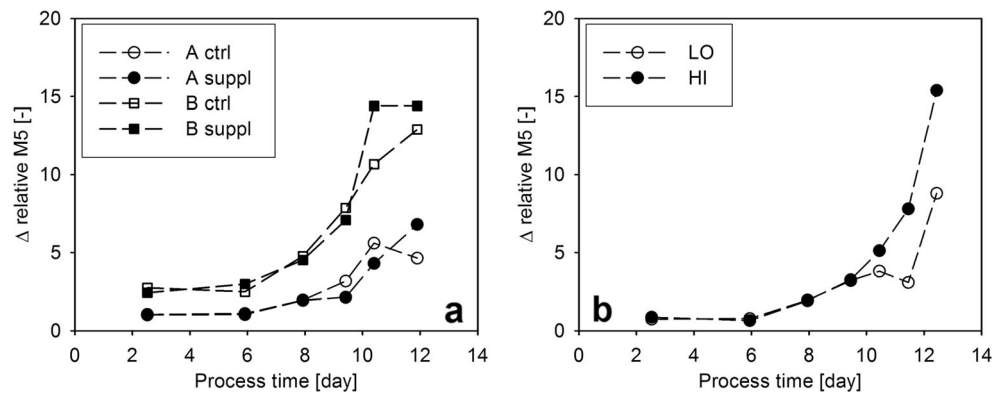 A ctrl
A suppl
B ctrl
B suppl
Δ relative M5 [-]
20
15
10
5
0
0 2 4 6 8 10 12 14
Process time [day]
a
LO
HI
Δ relative M5 [-]
20
15
10
5
0
0 2 4 6 8 10 12 14
Process time [day]
b